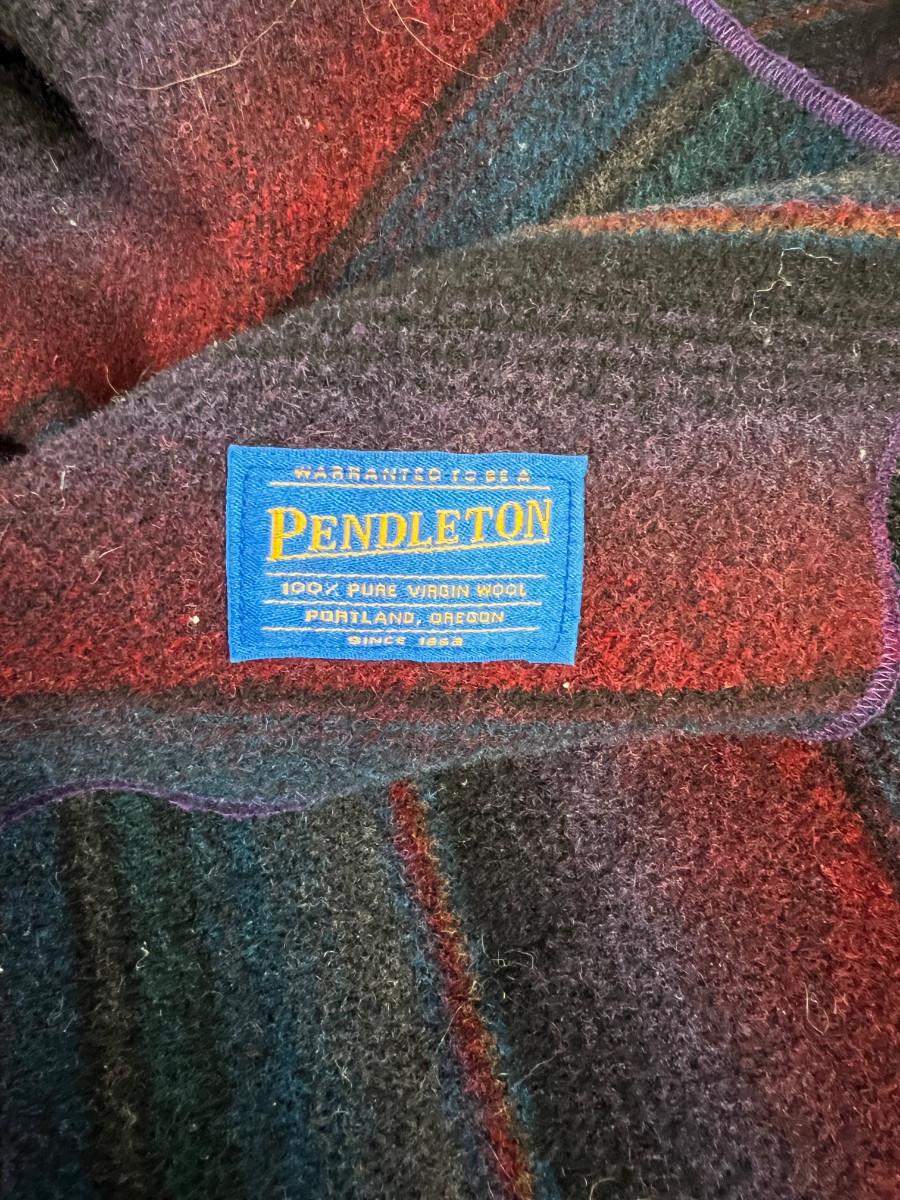 WARRANTED TO BE A
PENDLETON
100% PURE VIRGIN WOOL
PORTLAND, OREGON
SINCE 1863